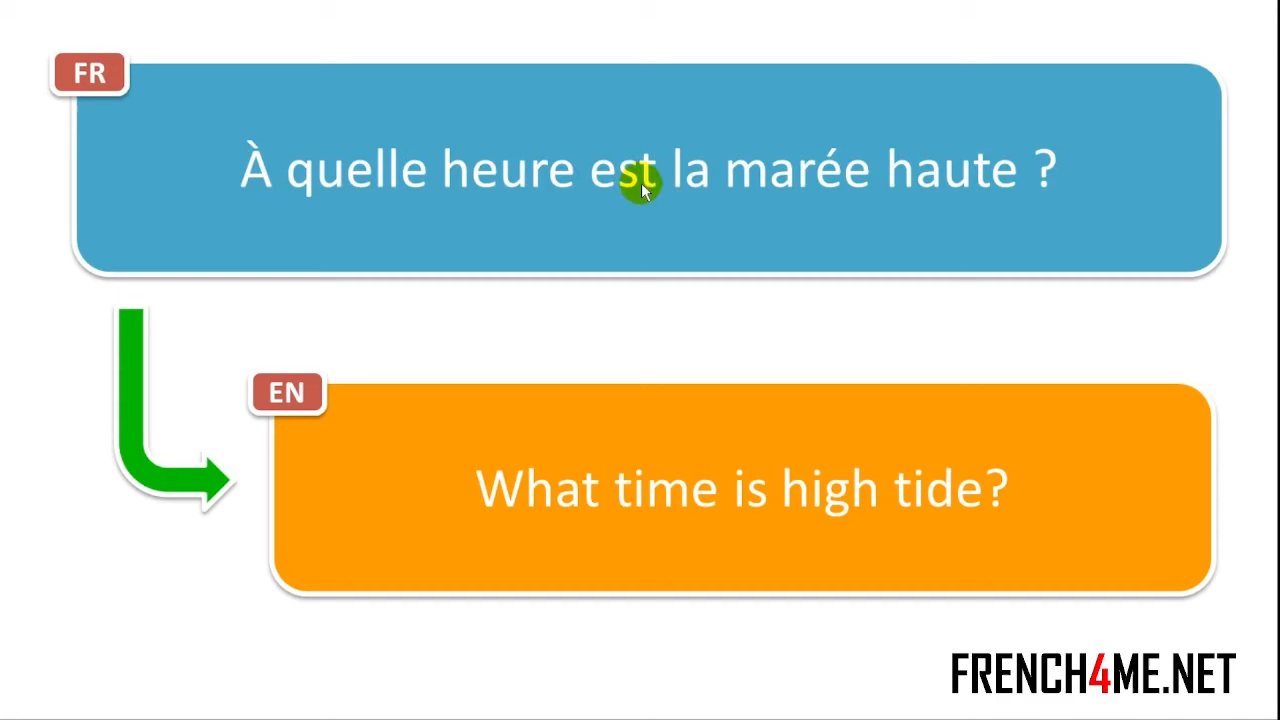 FR
À quelle heure est la marée haute ?
EN
What time is high tide?
FRENCH4ME.NET